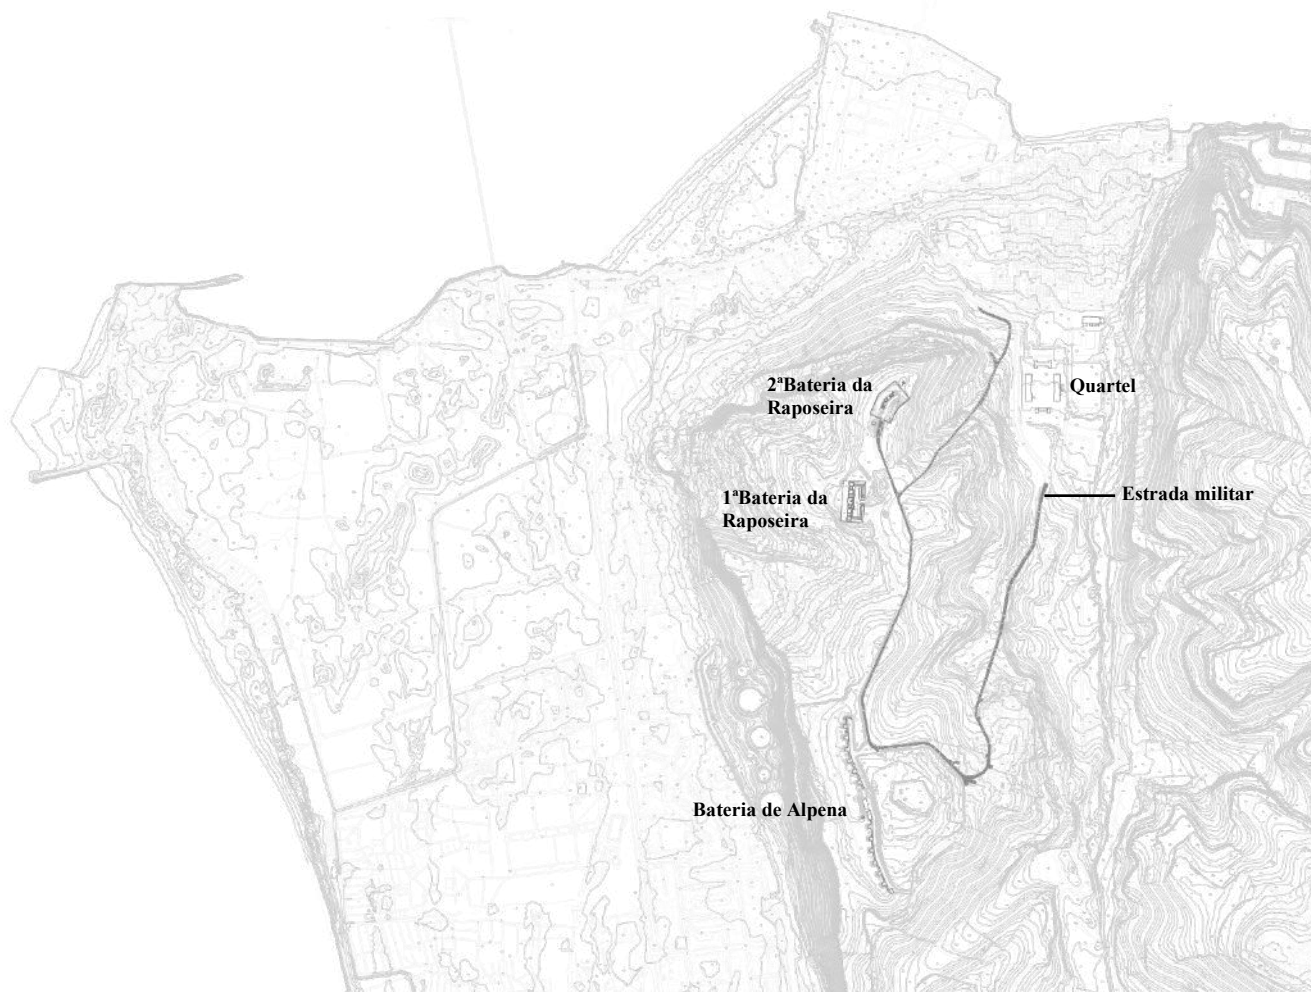 2ªBateria da
Raposeira
Quartel
1ªBateria da
Raposeira
Estrada militar
Bateria de Alpena